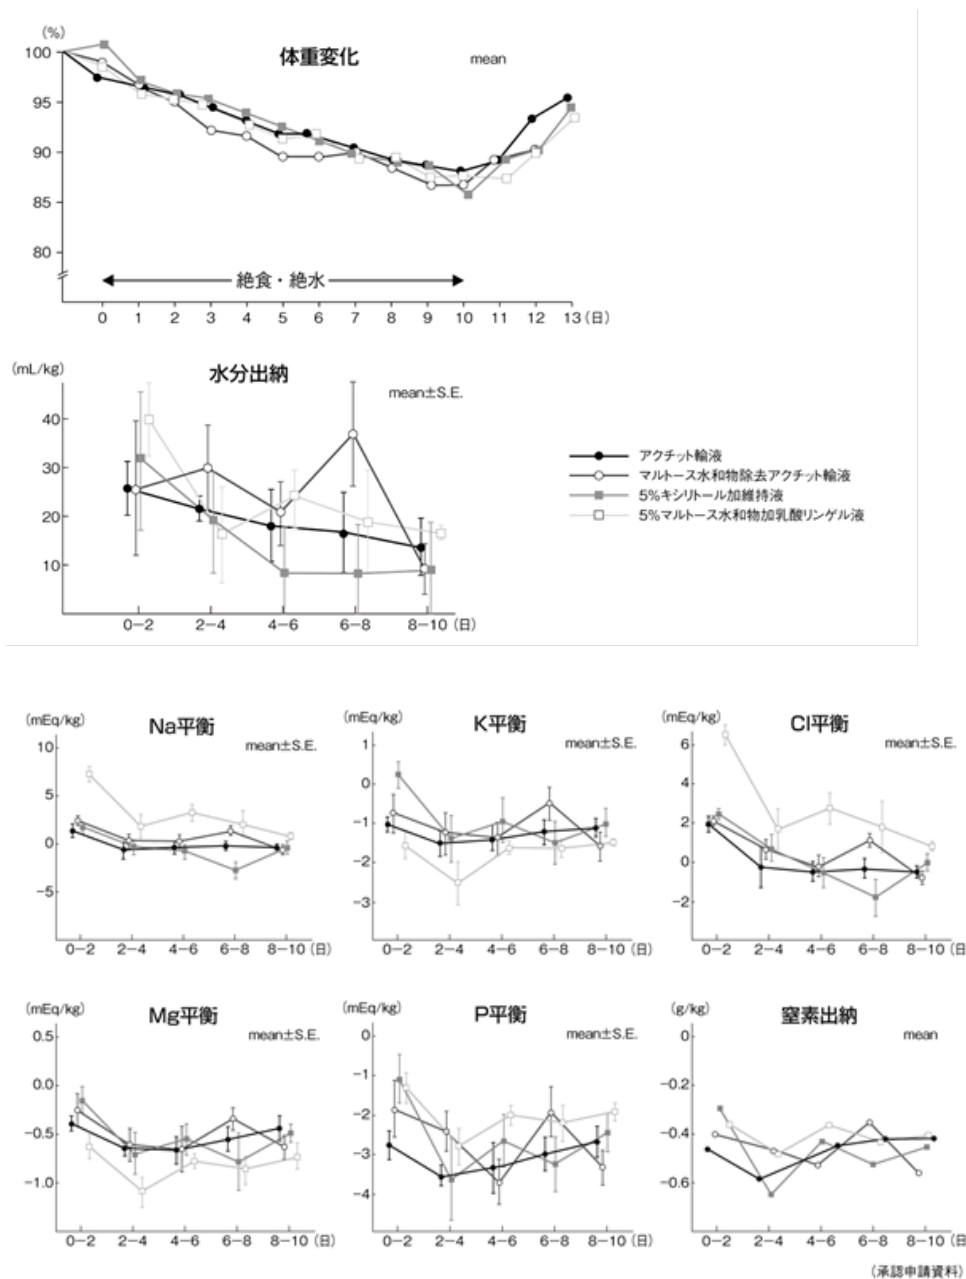 (%)
体重変化
mean
100
95
90
85
80
絶食・絶水
0 1 2 3 4 5 6 7 8 9 10 11 12 13 (日)
(mL/kg)
水分出納
mean±S.E.
40
30
20
10
0−2 2−4 4−6 6−8 8−10 (日)
アクチット輸液
マルトース水和物除去アクチット輸液
5%キシリトール加維持液
5%マルトース水和物加乳酸リンゲル液
(mEq/kg)
Na平衡
mean±S.E.
10
5
0
−5
0−2 2−4 4−6 6−8 8−10 (日)
(mEq/kg)
K平衡
mean±S.E.
1
0
−1
−2
−3
0−2 2−4 4−6 6−8 8−10 (日)
(mEq/kg)
Cl平衡
mean±S.E.
6
4
2
0
−2
0−2 2−4 4−6 6−8 8−10 (日)
(mEq/kg)
Mg平衡
mean±S.E.
0.5
0.0
−0.5
−1.0
0−2 2−4 4−6 6−8 8−10 (日)
(mEq/kg)
P平衡
mean±S.E.
0
−1
−2
−3
−4
0−2 2−4 4−6 6−8 8−10 (日)
(g/kg)
窒素出納
mean
0
−0.2
−0.4
−0.6
0−2 2−4 4−6 6−8 8−10 (日)
(承認申請資料)